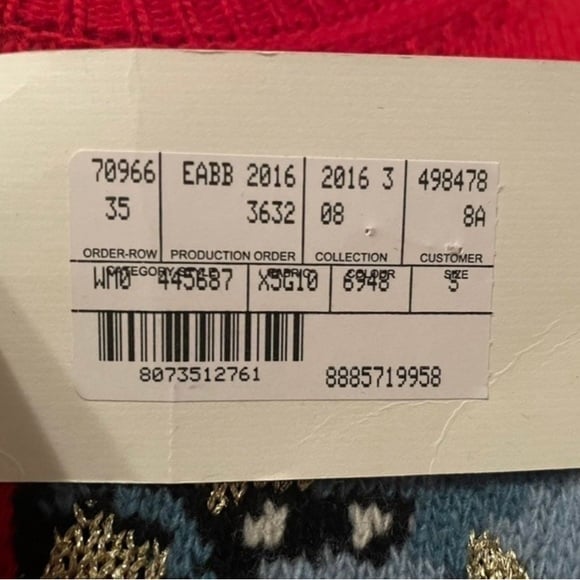 70966 EABB 2016 2016 3 498478
35 3632 08 8A
ORDER-ROW PRODUCTION ORDER COLLECTION CUSTOMER
CATEGORY STYLE FABRIC COLOUR SIZE
WM0 445687 X5G10 6948 S
8073512761 8885719958